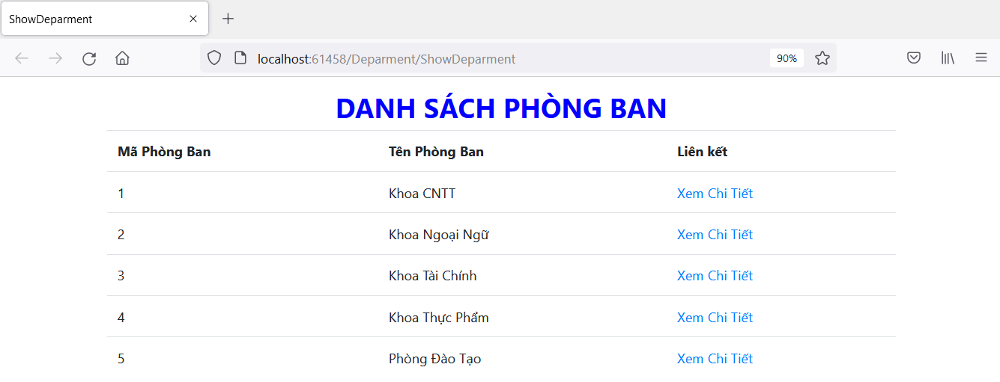 ShowDeparment
localhost:61458/Deparment/ShowDeparment 90%
DANH SÁCH PHÒNG BAN
Mã Phòng Ban Tên Phòng Ban Liên kết
1 Khoa CNTT Xem Chi Tiết
2 Khoa Ngoại Ngữ Xem Chi Tiết
3 Khoa Tài Chính Xem Chi Tiết
4 Khoa Thực Phẩm Xem Chi Tiết
5 Phòng Đào Tạo Xem Chi Tiết